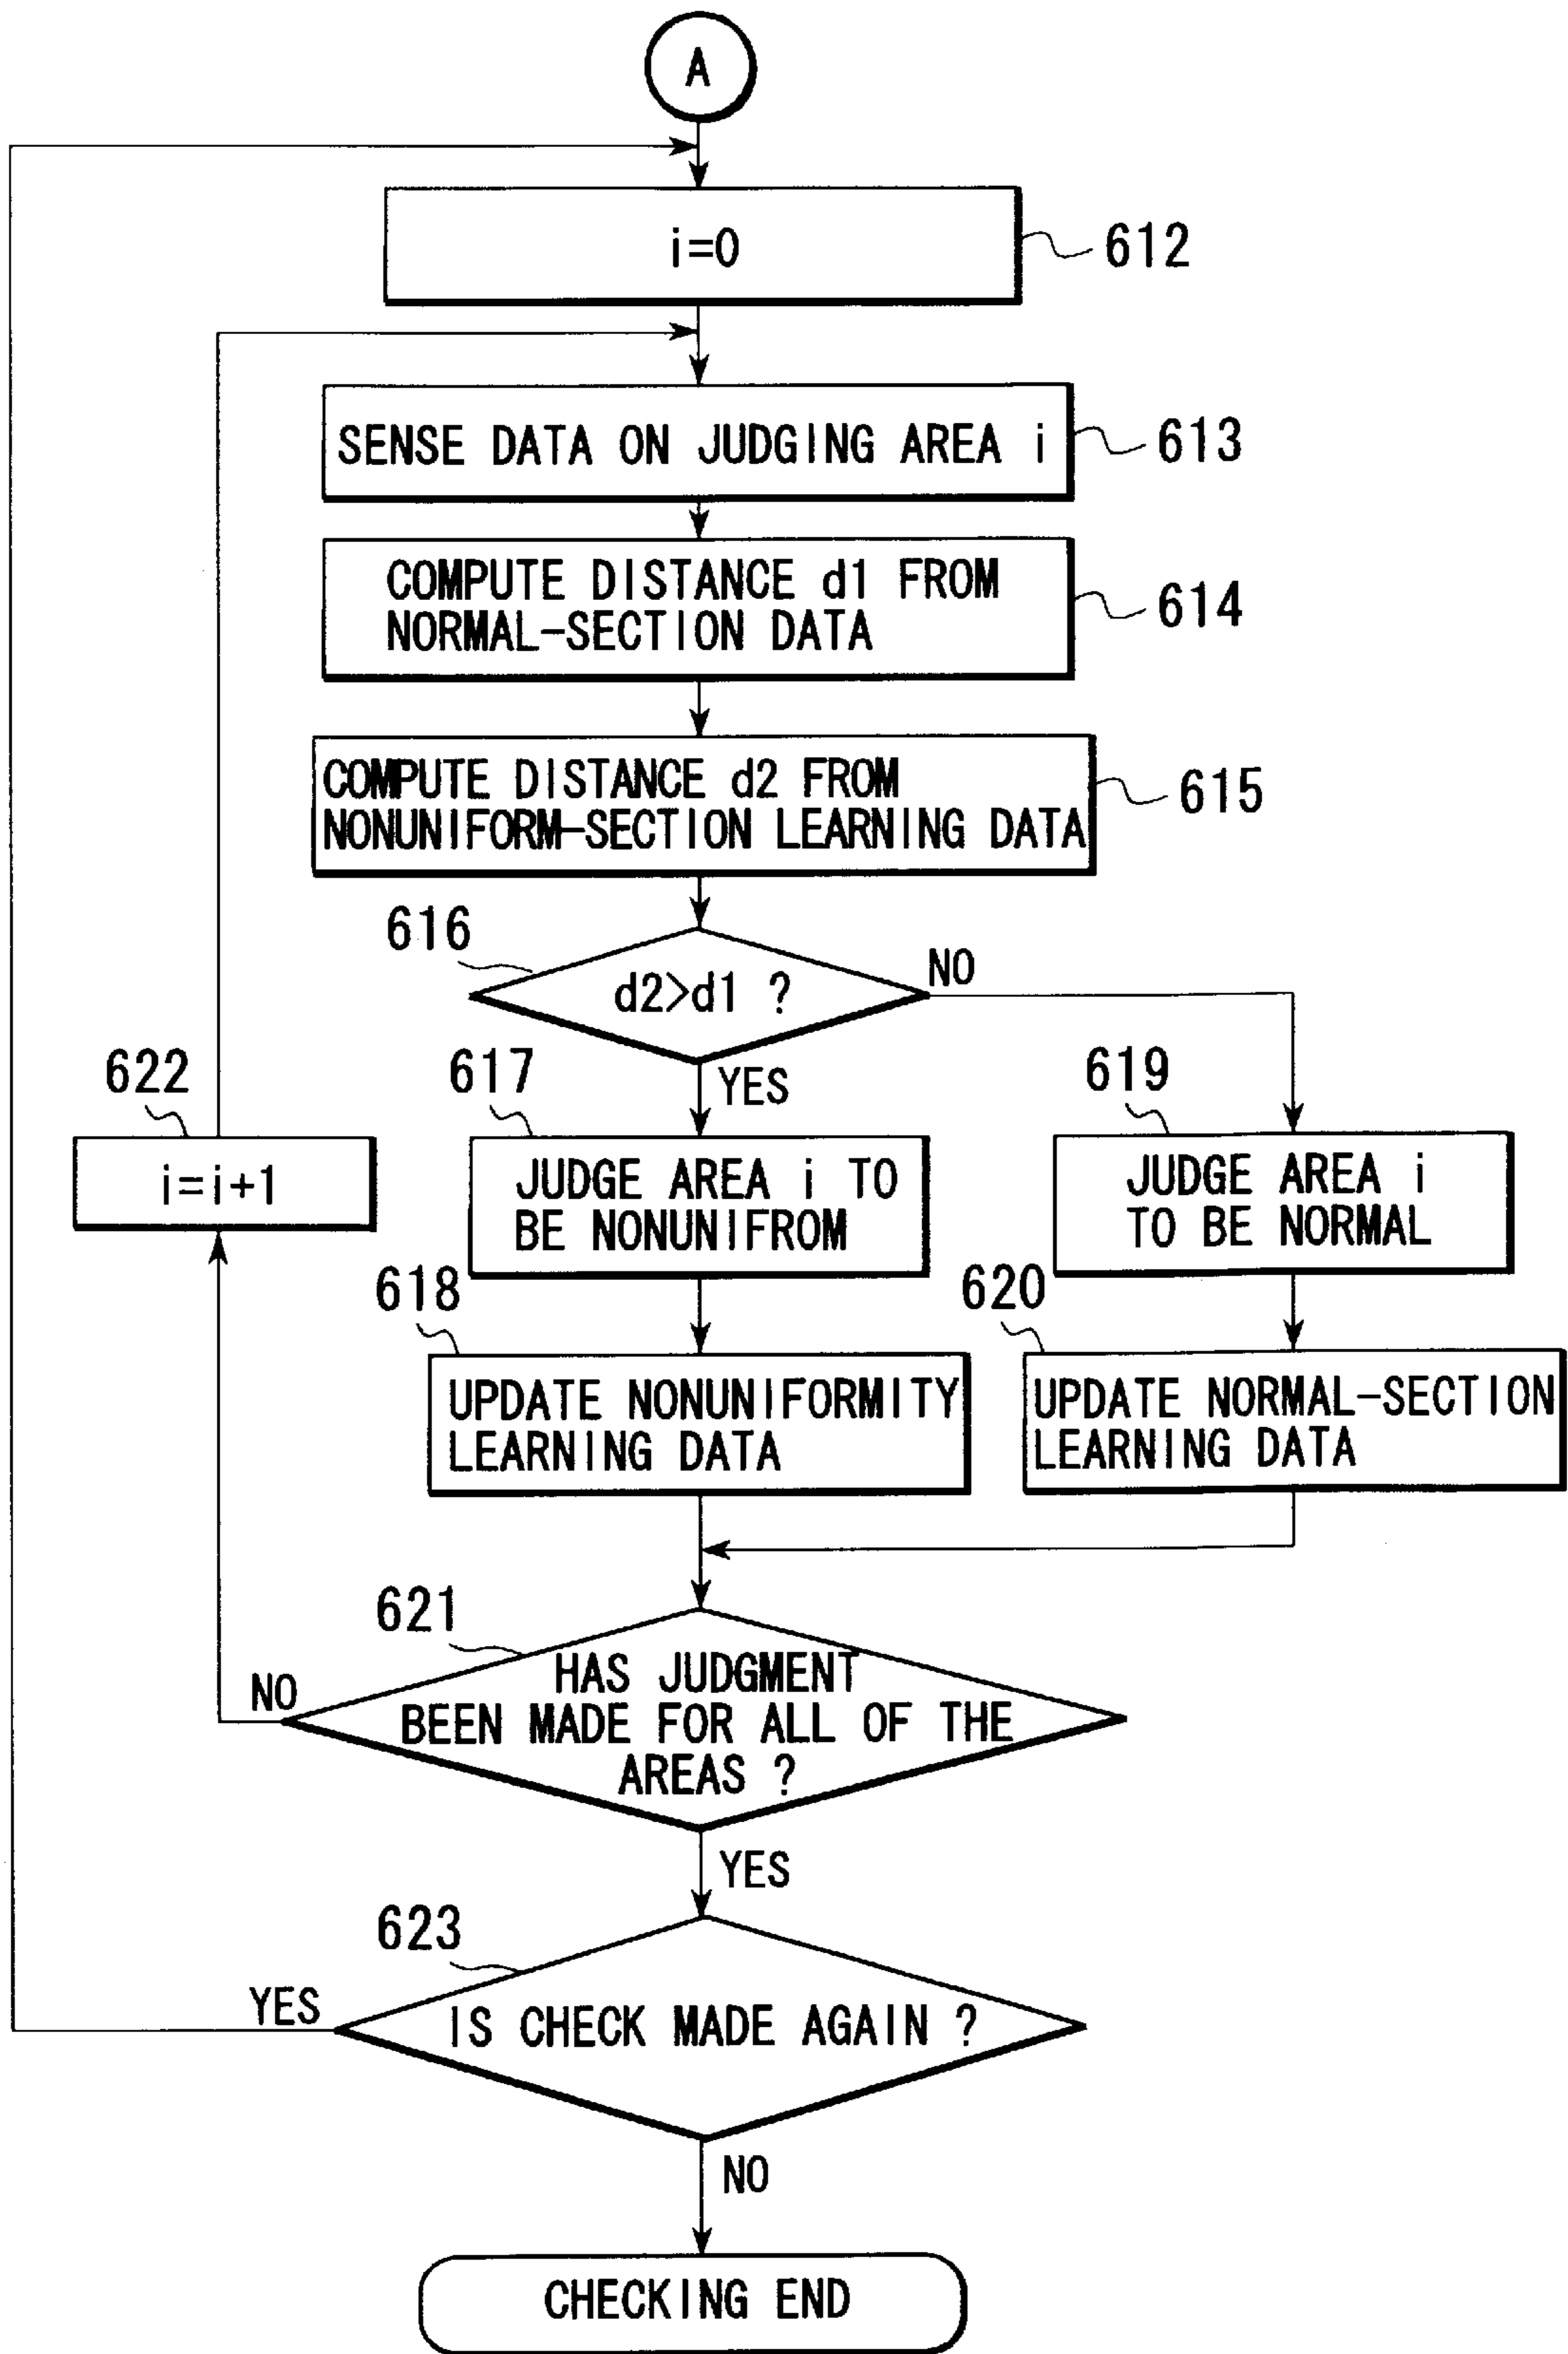 A
i=0
612
SENSE DATA ON JUDGING AREA i
613
COMPUTE DISTANCE d1 FROM
NORMAL-SECTION DATA
614
COMPUTE DISTANCE d2 FROM
NONUNIFORM-SECTION LEARNING DATA
615
616
d2>d1 ?
NO
YES
622
i=i+1
617
JUDGE AREA i TO
BE NONUNIFROM
619
JUDGE AREA i
TO BE NORMAL
618
UPDATE NONUNIFORMITY
LEARNING DATA
620
UPDATE NORMAL-SECTION
LEARNING DATA
621
HAS JUDGMENT
BEEN MADE FOR ALL OF THE
AREAS ?
NO
YES
623
IS CHECK MADE AGAIN ?
YES
NO
CHECKING END